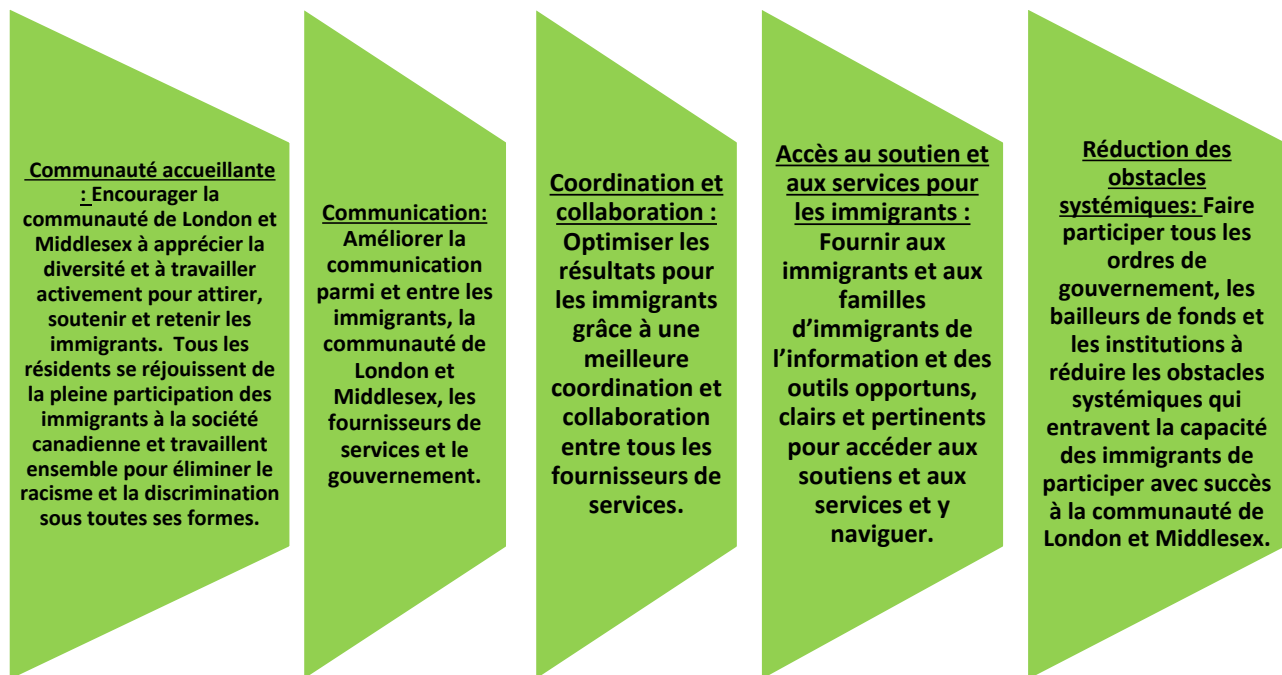 Communauté accueillante
: Encourager la
communauté de London et
Middlesex à apprécier la
diversité et à travailler
activement pour attirer,
soutenir et retenir les
immigrants.  Tous les
résidents se réjouissent de
la pleine participation des
immigrants à la société
canadienne et travaillent
ensemble pour éliminer le
racisme et la discrimination
sous toutes ses formes.
Communication:
Améliorer la
communication
parmi et entre les
immigrants, la
communauté de
London et
Middlesex, les
fournisseurs de
services et le
gouvernement.
Coordination et
collaboration :
Optimiser les
résultats pour
les immigrants
grâce à une
meilleure
coordination et
collaboration
entre tous les
fournisseurs de
services.
Accès au soutien et
aux services pour
les immigrants :
Fournir aux
immigrants et aux
familles
d’immigrants de
l’information et des
outils opportuns,
clairs et pertinents
pour accéder aux
soutiens et aux
services et y
naviguer.
Réduction des
obstacles
systémiques: Faire
participer tous les
ordres de
gouvernement, les
bailleurs de fonds et
les institutions à
réduire les obstacles
systémiques qui
entravent la capacité
des immigrants de
participer avec succès
à la communauté de
London et Middlesex.